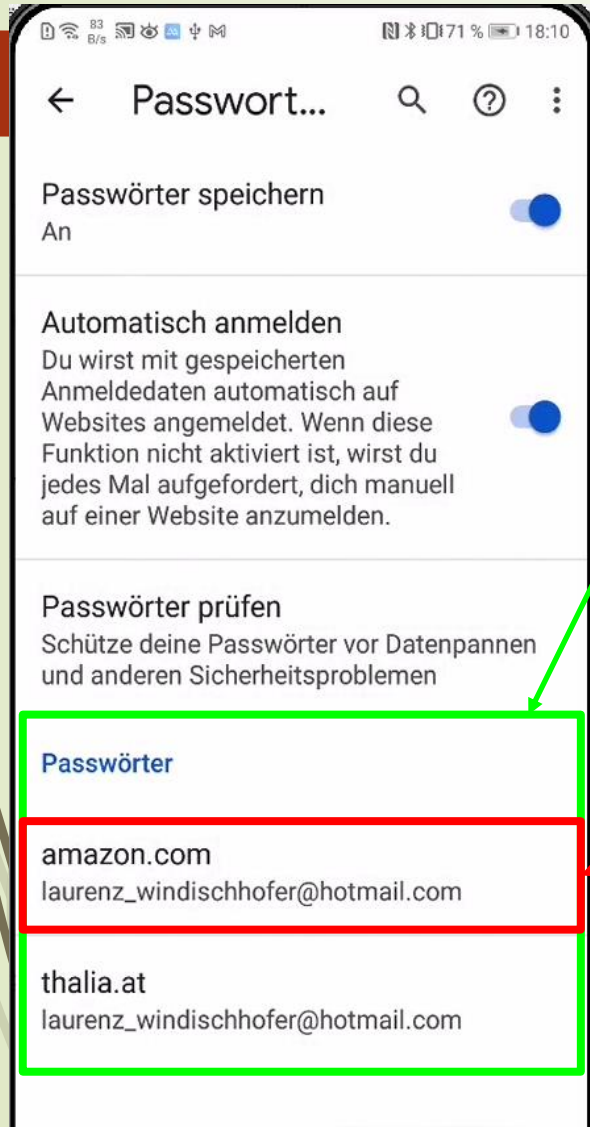 83 B/s 71 % 18:10
Passwort...
Passwörter speichern
An
Automatisch anmelden
Du wirst mit gespeicherten
Anmeldedaten automatisch auf
Websites angemeldet. Wenn diese
Funktion nicht aktiviert ist, wirst du
jedes Mal aufgefordert, dich manuell
auf einer Website anzumelden.
Passwörter prüfen
Schütze deine Passwörter vor Datenpannen
und anderen Sicherheitsproblemen
Passwörter
amazon.com
laurenz_windischhofer@hotmail.com
thalia.at
laurenz_windischhofer@hotmail.com